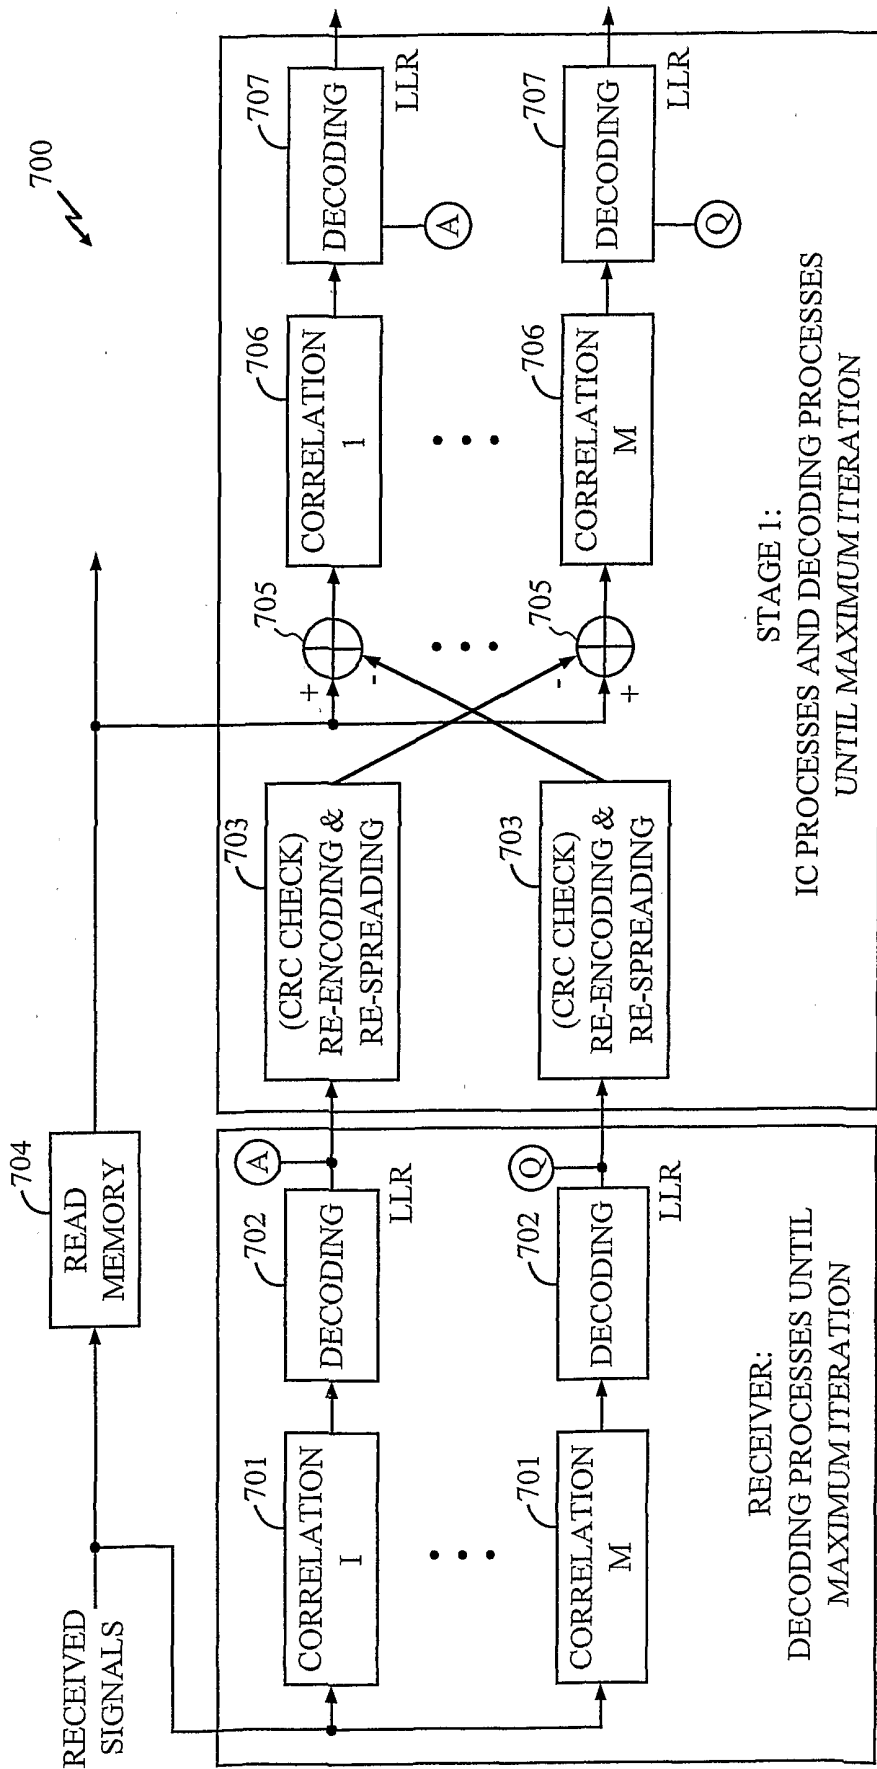 700
RECEIVED
SIGNALS
704
READ
MEMORY
701
CORRELATION
I
702
DECODING
LLR
A
701
CORRELATION
M
702
DECODING
LLR
Q
RECEIVER:
DECODING PROCESSES UNTIL
MAXIMUM ITERATION
703
(CRC CHECK)
RE-ENCODING &
RE-SPREADING
703
(CRC CHECK)
RE-ENCODING &
RE-SPREADING
705
+
-
705
-
+
706
CORRELATION
1
707
DECODING
LLR
A
706
CORRELATION
M
707
DECODING
LLR
Q
STAGE 1:
IC PROCESSES AND DECODING PROCESSES
UNTIL MAXIMUM ITERATION